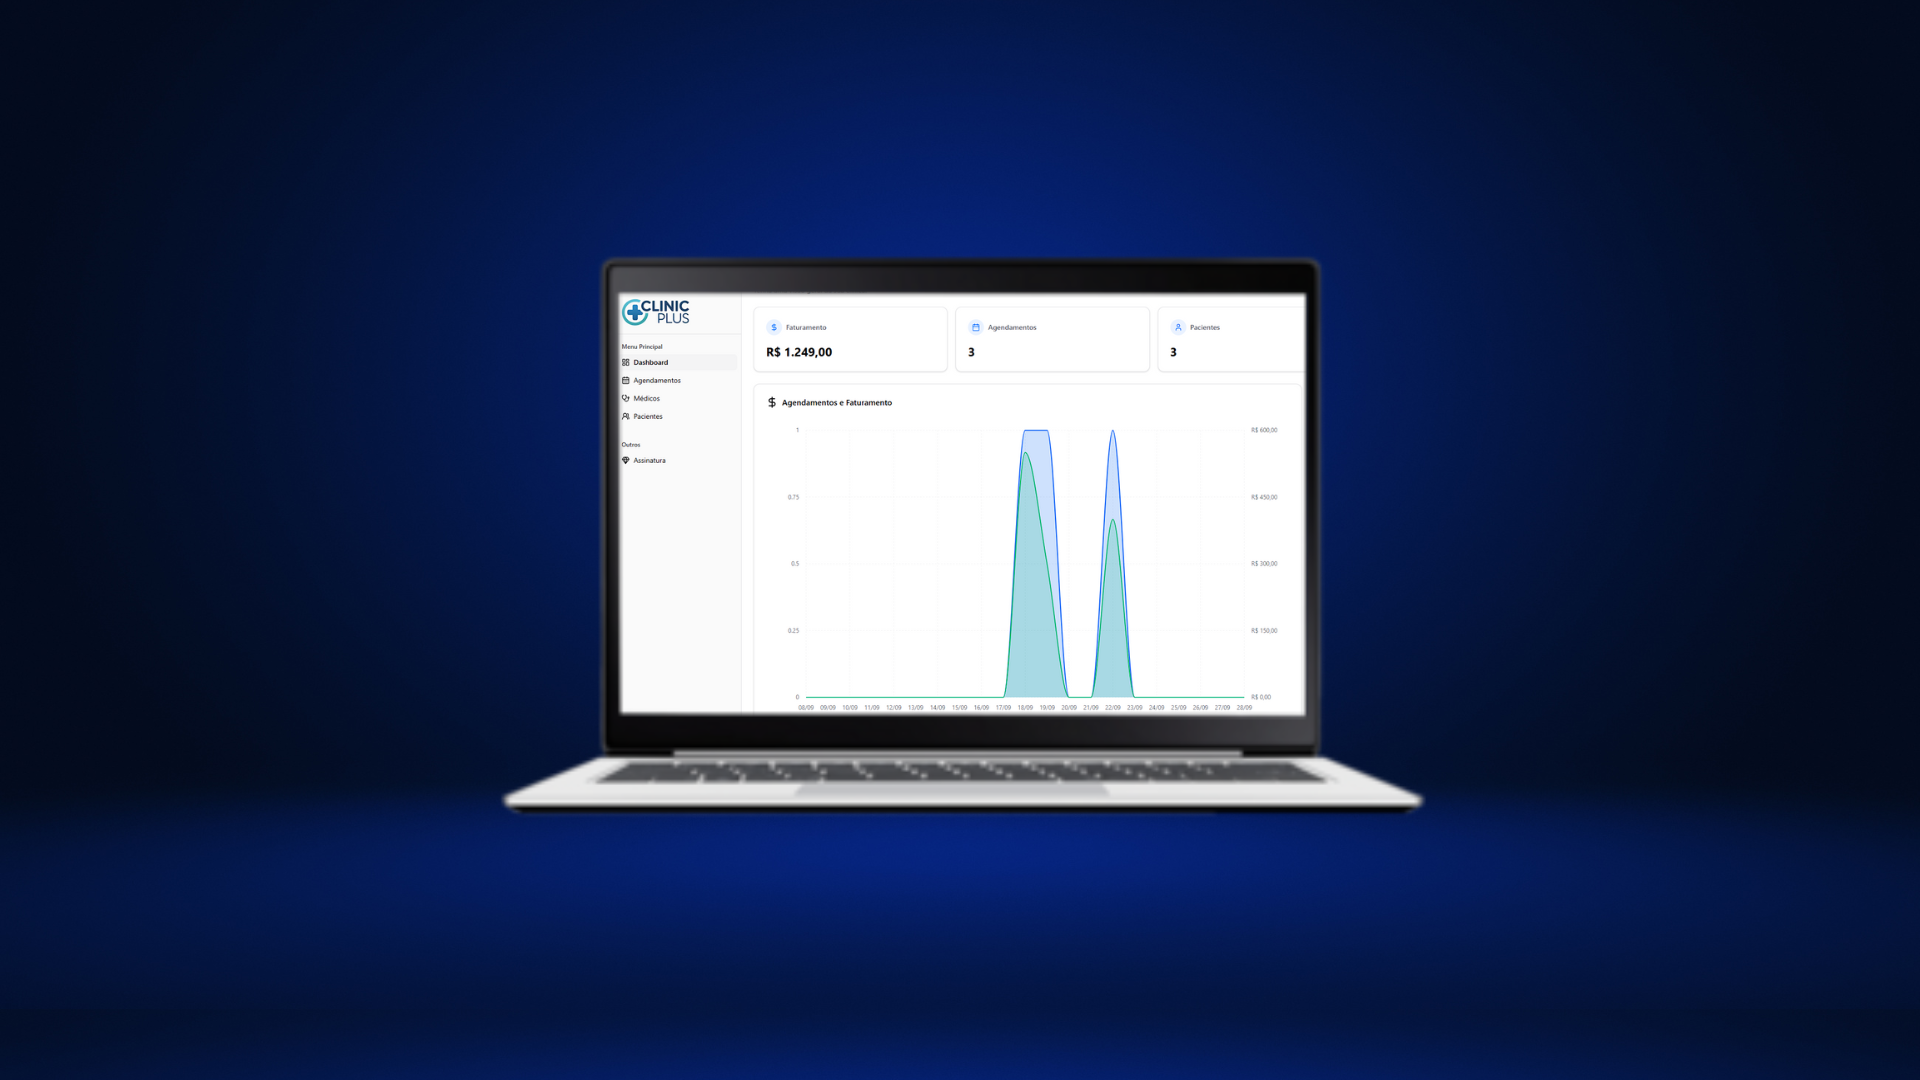 CLINIC
PLUS
Menu Principal
Dashboard
Agendamentos
Médicos
Pacientes
Outros
Assinatura
Faturamento
R$ 1.249,00
Agendamentos
3
Pacientes
3
Agendamentos e Faturamento
1
0.75
0.5
0.25
0
R$ 600,00
R$ 450,00
R$ 300,00
R$ 150,00
R$ 0,00
08/09 09/09 10/09 11/09 12/09 13/09 14/09 15/09 16/09 17/09 18/09 19/09 20/09 21/09 22/09 23/09 24/09 25/09 26/09 27/09 28/09